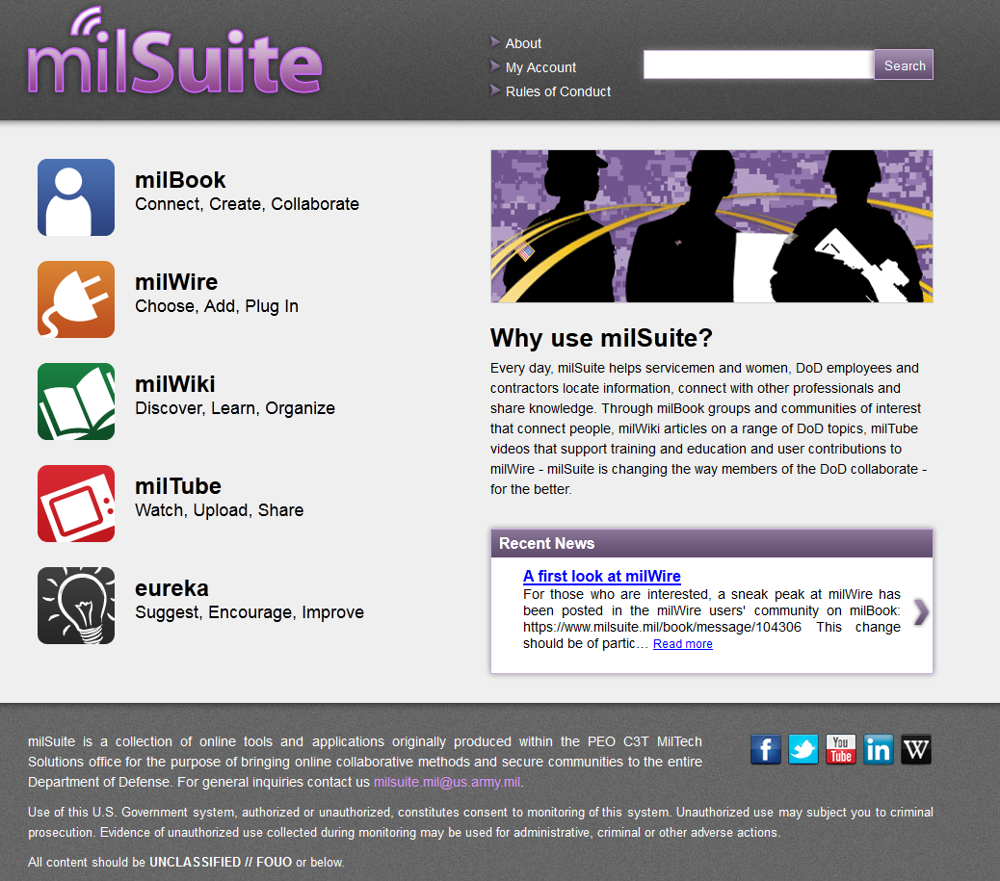 milSuite
About
My Account
Rules of Conduct
Search
milBook
Connect, Create, Collaborate
milWire
Choose, Add, Plug In
milWiki
Discover, Learn, Organize
milTube
Watch, Upload, Share
eureka
Suggest, Encourage, Improve
Why use milSuite?
Every day, milSuite helps servicemen and women, DoD employees and
contractors locate information, connect with other professionals and
share knowledge. Through milBook groups and communities of interest
that connect people, milWiki articles on a range of DoD topics, milTube
videos that support training and education and user contributions to
milWire - milSuite is changing the way members of the DoD collaborate -
for the better.
Recent News
A first look at milWire
For those who are interested, a sneak peak at milWire has
been posted in the milWire users' community on milBook:
https://www.milsuite.mil/book/message/104306 This change
should be of partic... Read more
milSuite is a collection of online tools and applications originally produced within the PEO C3T MilTech
Solutions office for the purpose of bringing online collaborative methods and secure communities to the entire
Department of Defense. For general inquiries contact us milsuite.mil@us.army.mil.
f
You
Tube
in
W
Use of this U.S. Government system, authorized or unauthorized, constitutes consent to monitoring of this system. Unauthorized use may subject you to criminal
prosecution. Evidence of unauthorized use collected during monitoring may be used for administrative, criminal or other adverse actions.
All content should be UNCLASSIFIED // FOUO or below.